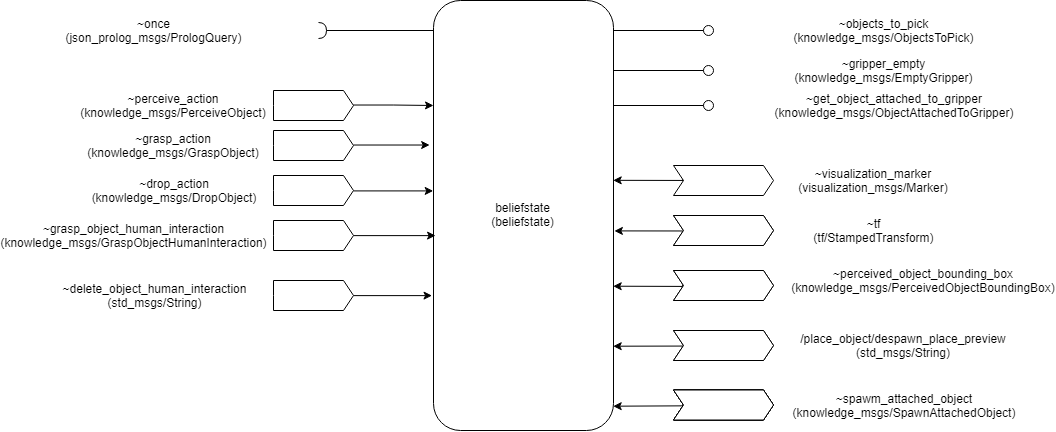 ~once
(json_prolog_msgs/PrologQuery)
~perceive_action
(knowledge_msgs/PerceiveObject)
~grasp_action
(knowledge_msgs/GraspObject)
~drop_action
(knowledge_msgs/DropObject)
~grasp_object_human_interaction
(knowledge_msgs/GraspObjectHumanInteraction)
~delete_object_human_interaction
(std_msgs/String)
beliefstate
(beliefstate)
~objects_to_pick
(knowledge_msgs/ObjectsToPick)
~gripper_empty
(knowledge_msgs/EmptyGripper)
~get_object_attached_to_gripper
(knowledge_msgs/ObjectAttachedToGripper)
~visualization_marker
(visualization_msgs/Marker)
~tf
(tf/StampedTransform)
~perceived_object_bounding_box
(knowledge_msgs/PerceivedObjectBoundingBox)
/place_object/despawn_place_preview
(std_msgs/String)
~spawm_attached_object
(knowledge_msgs/SpawnAttachedObject)